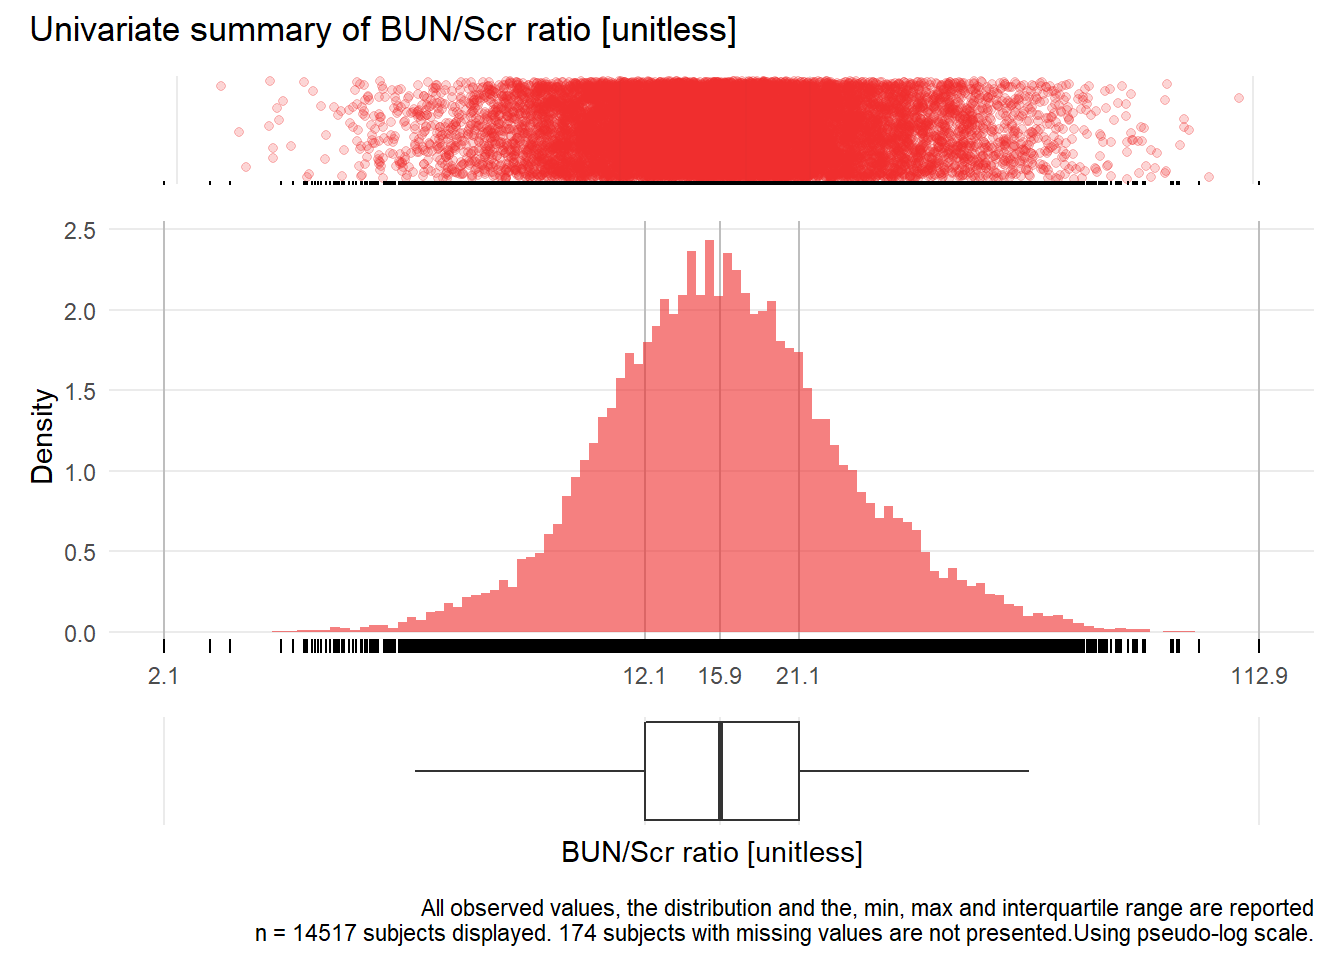 Univariate summary of BUN/Scr ratio [unitless]
2.5
2.0
1.5
1.0
0.5
0.0
Density
2.1 12.1 15.9 21.1 112.9
BUN/Scr ratio [unitless]
All observed values, the distribution and the, min, max and interquartile range are reported
n = 14517 subjects displayed. 174 subjects with missing values are not presented.Using pseudo-log scale.